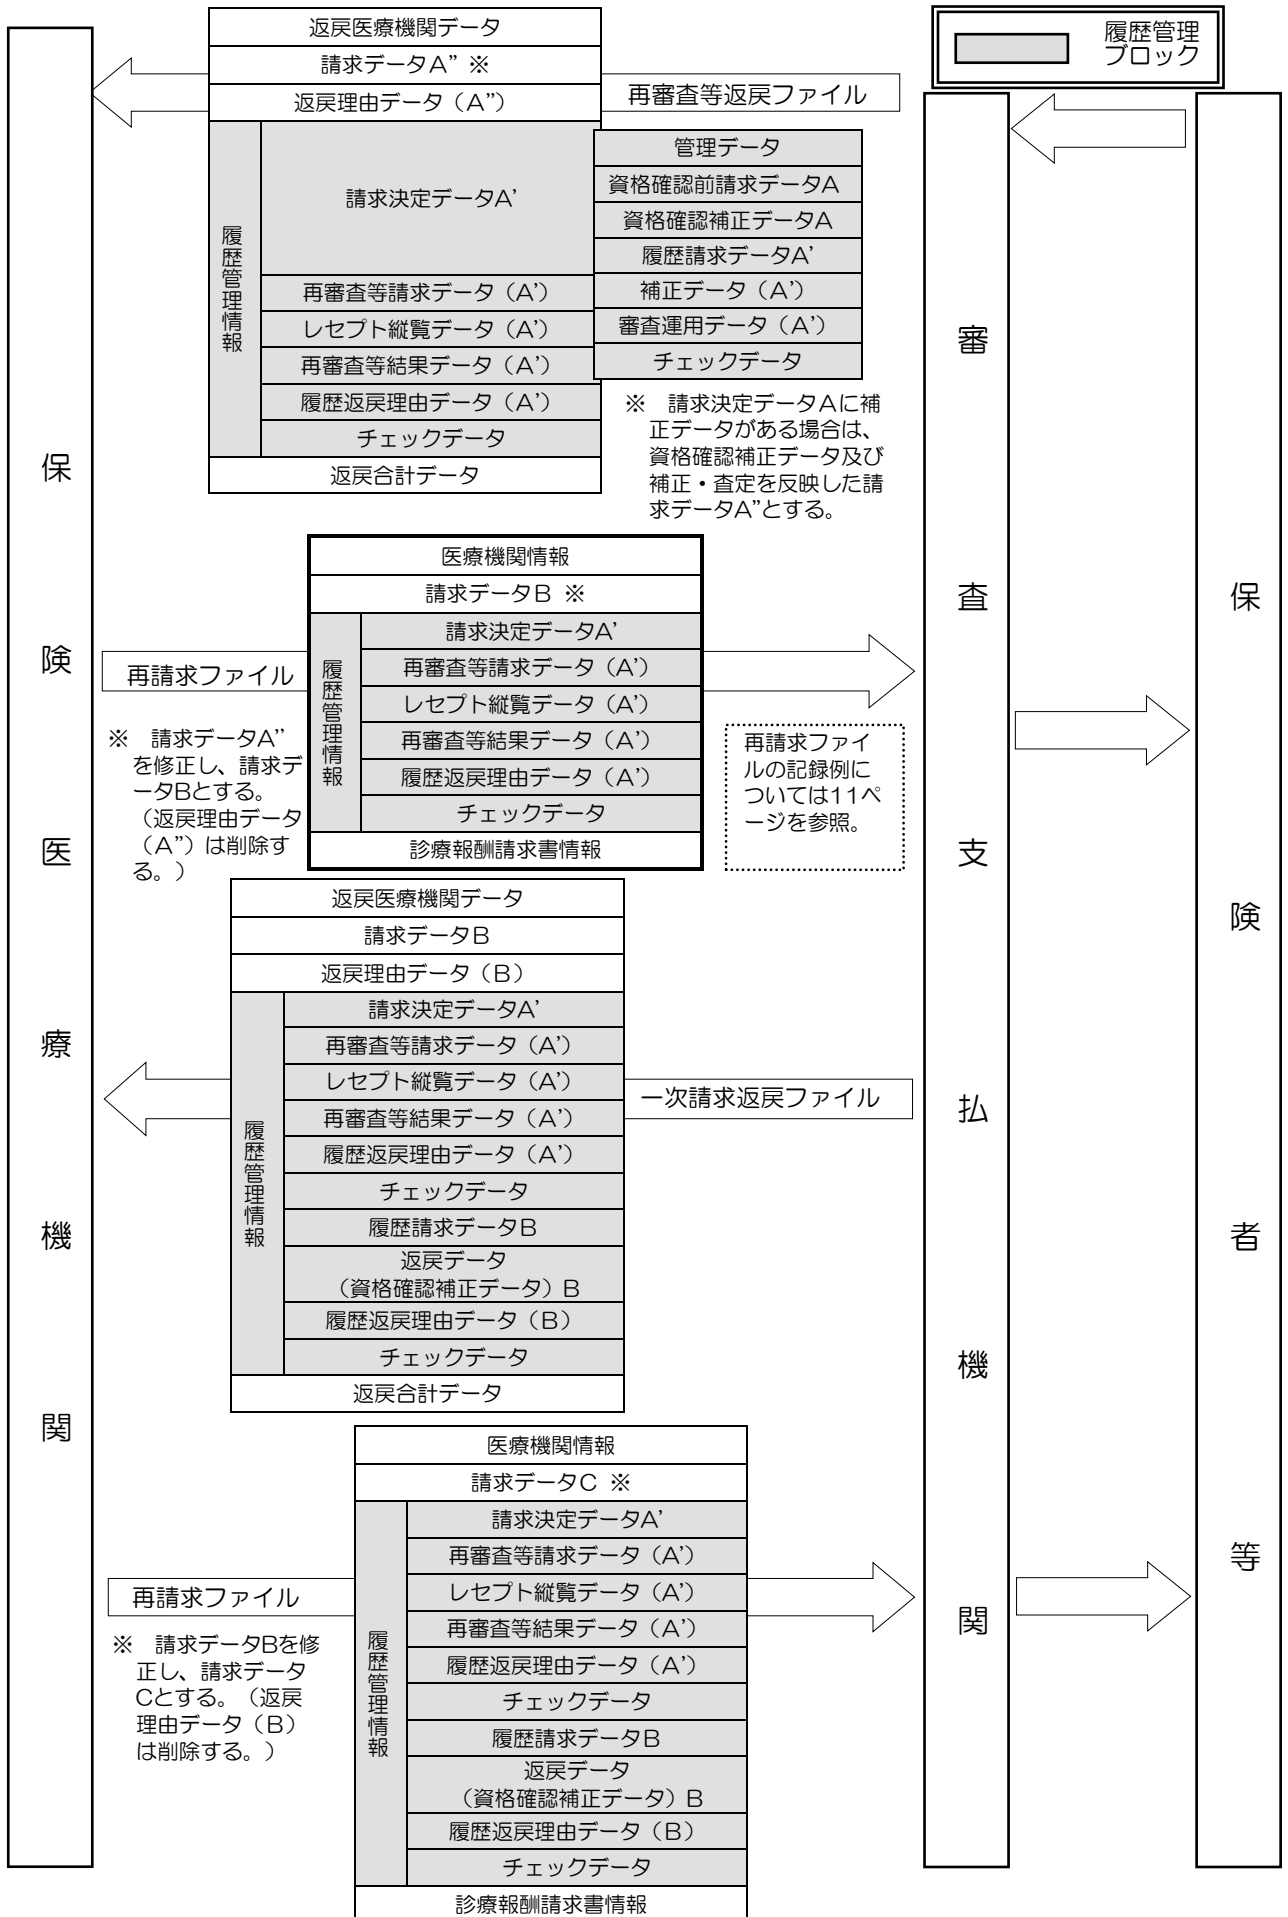 履歴管理
ブロック
保険医療機関
審査支払機関
保険者等
返戻医療機関データ
請求データA” ※
返戻理由データ（A”）
再審査等返戻ファイル
履歴管理情報
請求決定データA’
再審査等請求データ（A’）
レセプト縦覧データ（A’）
再審査等結果データ（A’）
履歴返戻理由データ（A’）
チェックデータ
返戻合計データ
管理データ
資格確認前請求データA
資格確認補正データA
履歴請求データA’
補正データ（A’）
審査運用データ（A’）
チェックデータ
※　請求決定データAに補
正データがある場合は、
資格確認補正データ及び
補正・査定を反映した請
求データA”とする。
医療機関情報
請求データB ※
再請求ファイル
履歴管理情報
請求決定データA’
再審査等請求データ（A’）
レセプト縦覧データ（A’）
再審査等結果データ（A’）
履歴返戻理由データ（A’）
チェックデータ
診療報酬請求書情報
※　請求データA”
を修正し、請求デ
ータBとする。
（返戻理由データ
（A”）は削除す
る。）
再請求ファイ
ルの記録例に
ついては11ペ
ージを参照。
返戻医療機関データ
請求データB
返戻理由データ（B）
一次請求返戻ファイル
履歴管理情報
請求決定データA’
再審査等請求データ（A’）
レセプト縦覧データ（A’）
再審査等結果データ（A’）
履歴返戻理由データ（A’）
チェックデータ
履歴請求データB
返戻データ
（資格確認補正データ）B
履歴返戻理由データ（B）
チェックデータ
返戻合計データ
医療機関情報
請求データC ※
再請求ファイル
履歴管理情報
請求決定データA’
再審査等請求データ（A’）
レセプト縦覧データ（A’）
再審査等結果データ（A’）
履歴返戻理由データ（A’）
チェックデータ
履歴請求データB
返戻データ
（資格確認補正データ）B
履歴返戻理由データ（B）
チェックデータ
診療報酬請求書情報
※　請求データBを修
正し、請求データ
Cとする。（返戻
理由データ（B）
は削除する。）